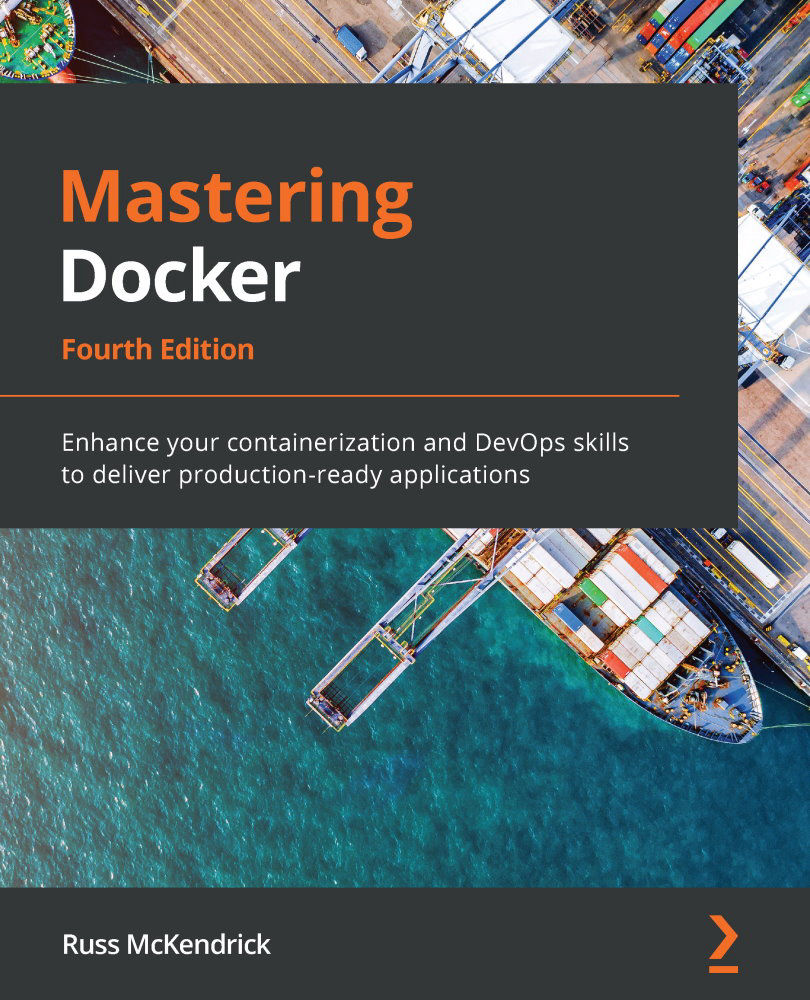 Mastering
Docker
Fourth Edition
Enhance your containerization and DevOps skills
to deliver production-ready applications
Russ McKendrick